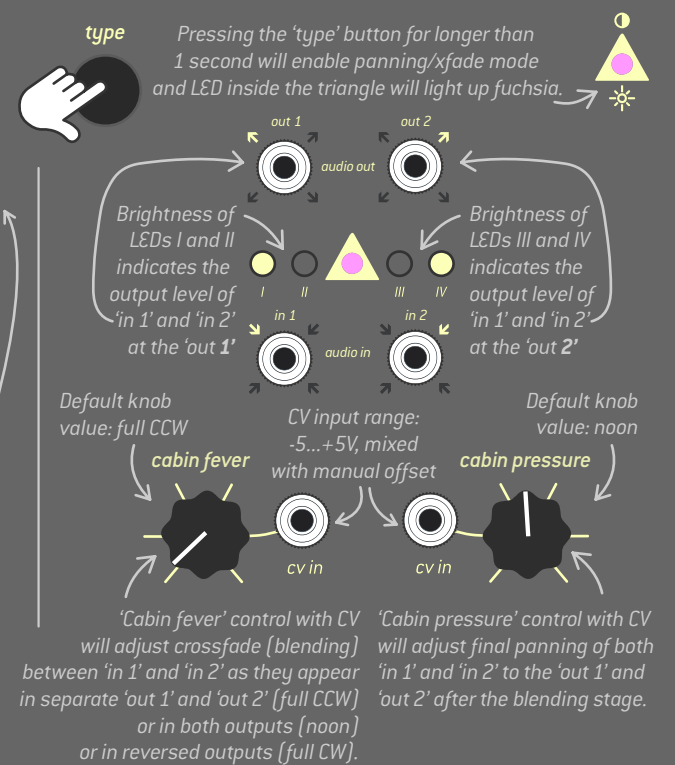 type
Pressing the ‘type’ button for longer than
1 second will enable panning/xfade mode
and LED inside the triangle will light up fuchsia.
out 1
out 2
audio out
Brightness of
LEDs I and II
indicates the
output level of
‘in 1’ and ‘in 2’
at the ‘out 1’
Brightness of
LEDs III and IV
indicates the
output level of
‘in 1’ and ‘in 2’
at the ‘out 2’
I
II
III
IV
in 1
in 2
audio in
Default knob
value: full CCW
CV input range:
-5...+5V, mixed
with manual offset
Default knob
value: noon
cabin fever
cabin pressure
cv in
cv in
‘Cabin fever’ control with CV
will adjust crossfade (blending)
between ‘in 1’ and ‘in 2’ as they appear
in separate ‘out 1’ and ‘out 2’ (full CCW)
or in both outputs (noon)
or in reversed outputs (full CW).
‘Cabin pressure’ control with CV
will adjust final panning of both
‘in 1’ and ‘in 2’ to the ‘out 1’ and
‘out 2’ after the blending stage.